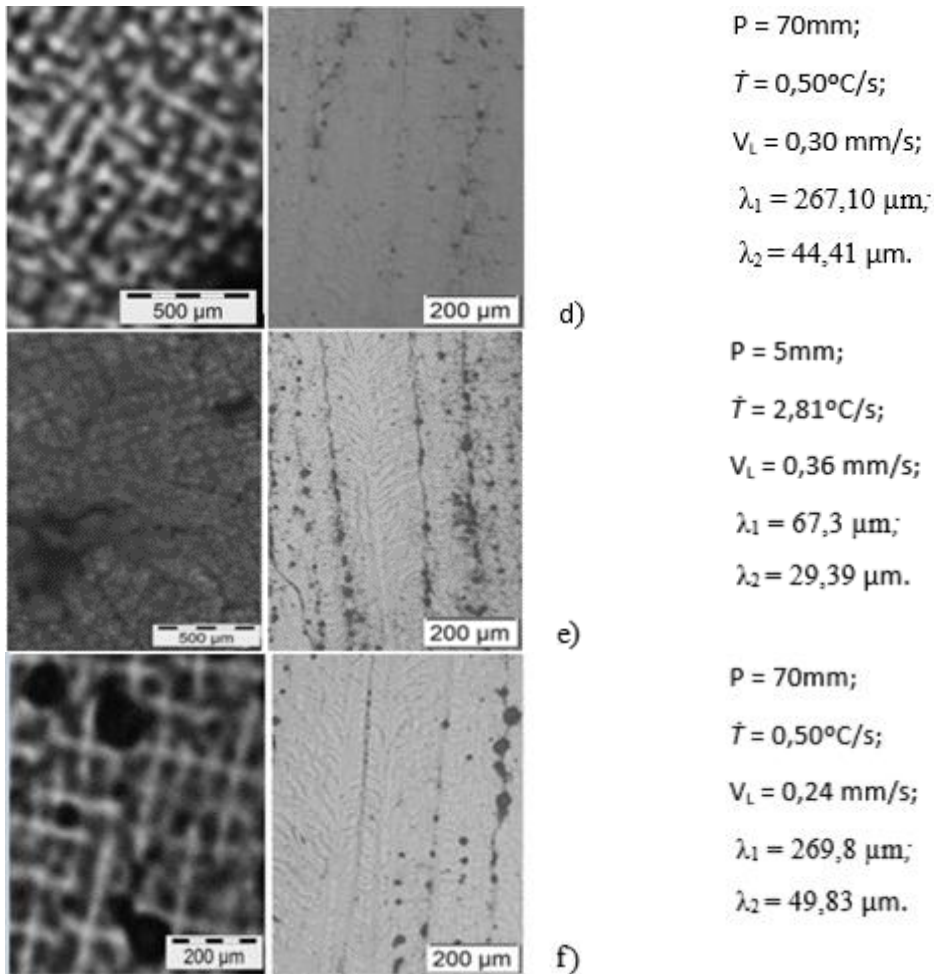 500 µm
200 µm
d)
P = 70mm;
Ṫ = 0,50ºC/s;
V_L = 0,30 mm/s;
λ₁ = 267,10 µm;
λ₂ = 44,41 µm.
500 µm
200 µm
e)
P = 5mm;
Ṫ = 2,81ºC/s;
V_L = 0,36 mm/s;
λ₁ = 67,3 µm;
λ₂ = 29,39 µm.
200 µm
200 µm
f)
P = 70mm;
Ṫ = 0,50ºC/s;
V_L = 0,24 mm/s;
λ₁ = 269,8 µm;
λ₂ = 49,83 µm.